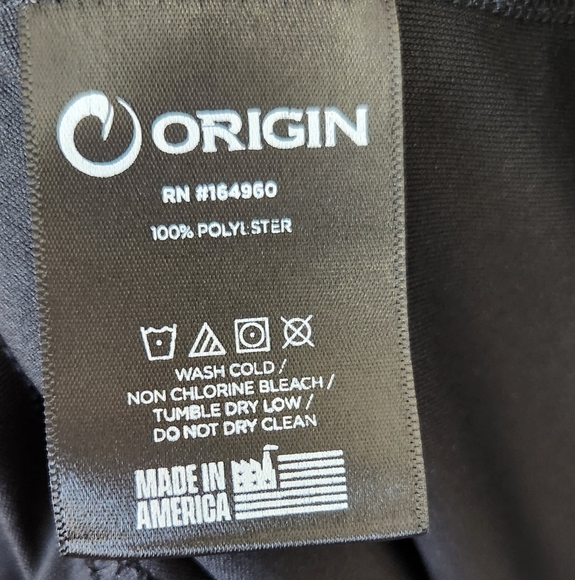 ORIGIN
RN #164960
100% POLYESTER
WASH COLD /
NON CHLORINE BLEACH /
TUMBLE DRY LOW /
DO NOT DRY CLEAN
MADE IN
AMERICA